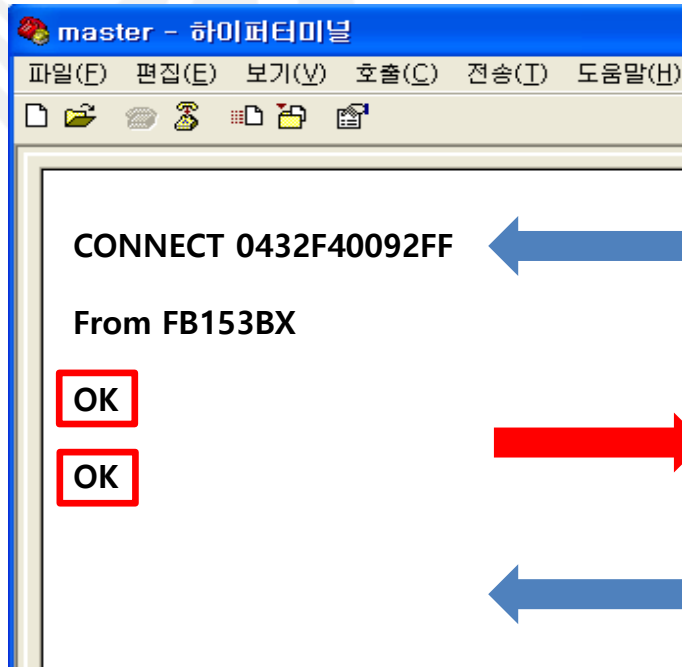 master - 하이퍼터미널
파일(F) 편집(E) 보기(V) 호출(C) 전송(T) 도움말(H)
CONNECT 0432F40092FF
From FB153BX
OK
OK